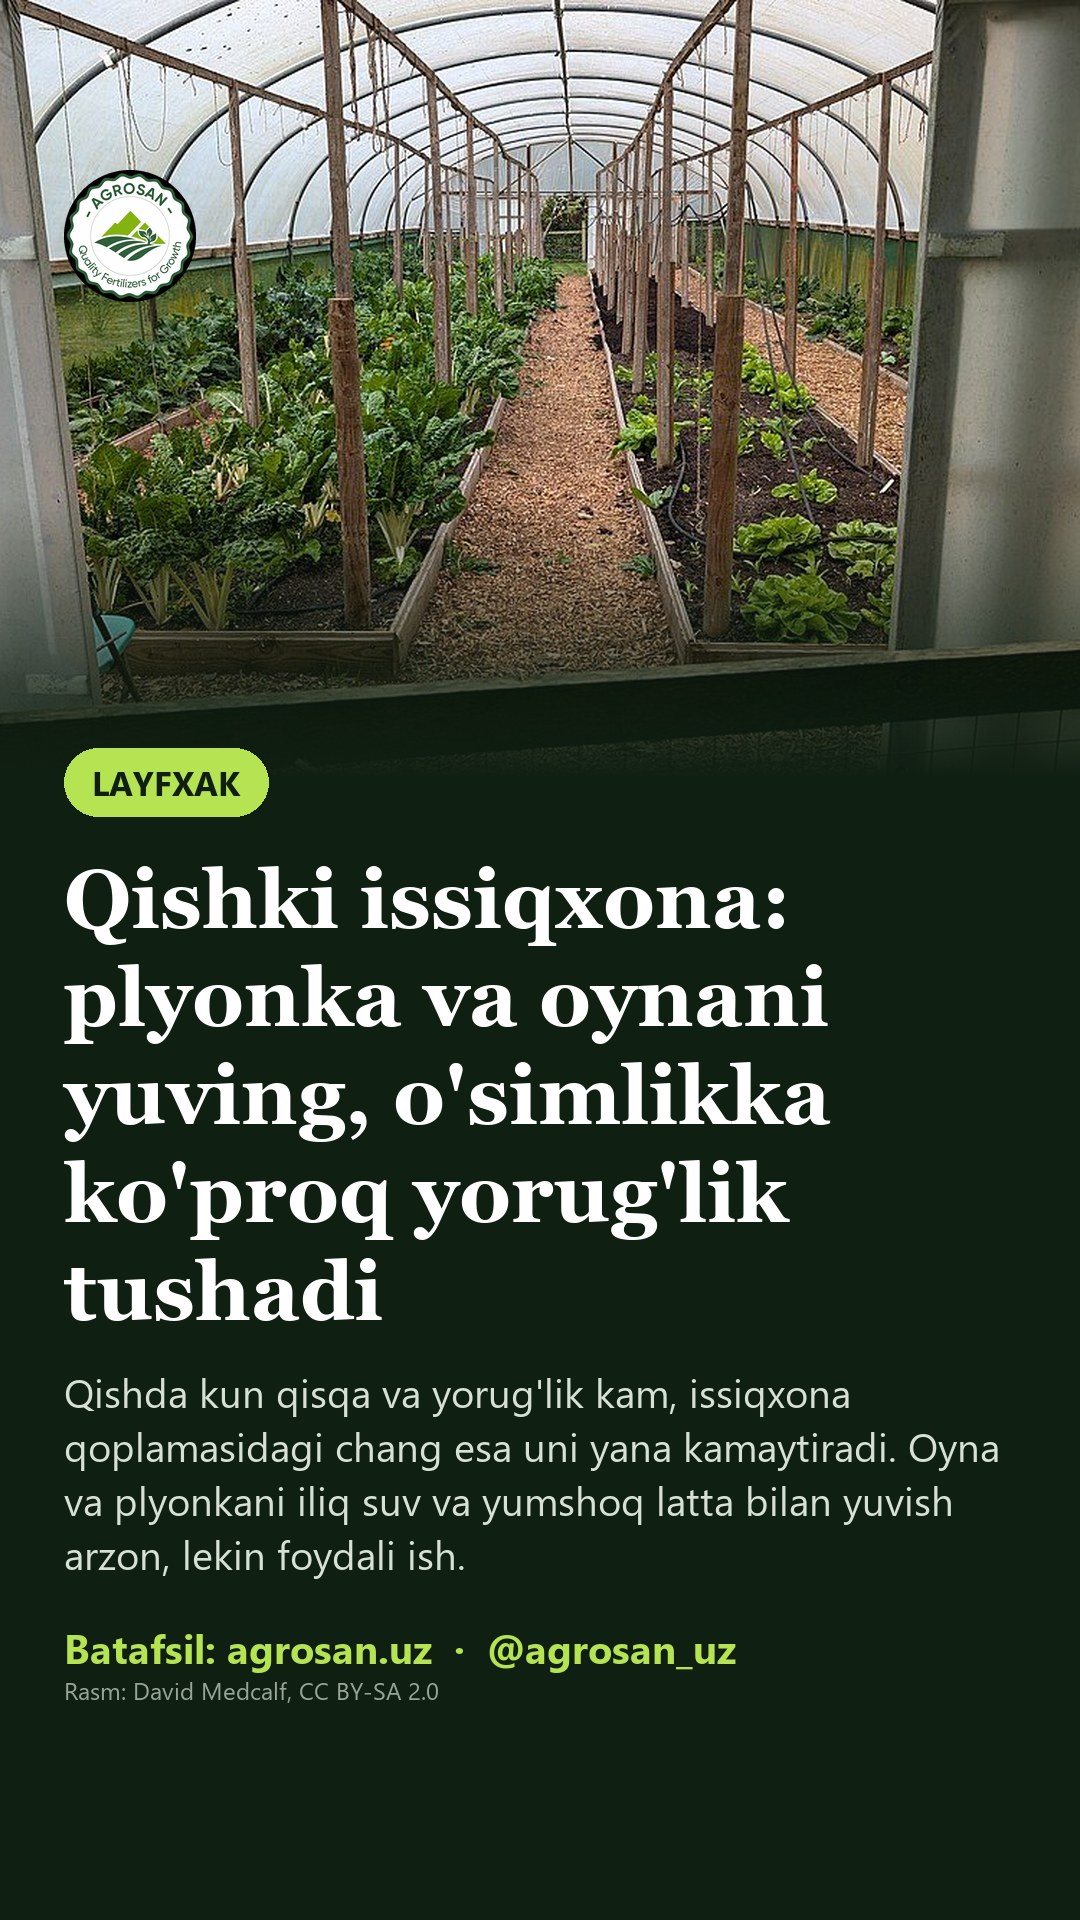 - AGROSAN -
Quality Fertilizers for Growth
LAYFXAK
Qishki issiqxona:
plyonka va oynani
yuving, o'simlikka
ko'proq yorug'lik
tushadi
Qishda kun qisqa va yorug'lik kam, issiqxona
qoplamasidagi chang esa uni yana kamaytiradi. Oyna
va plyonkani iliq suv va yumshoq latta bilan yuvish
arzon, lekin foydali ish.
Batafsil: agrosan.uz · @agrosan_uz
Rasm: David Medcalf, CC BY-SA 2.0